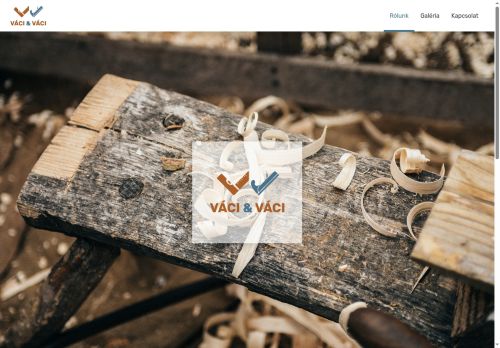 VÁCI & VÁCI
Rólunk
Galéria
Kapcsolat
VÁCI & VÁCI